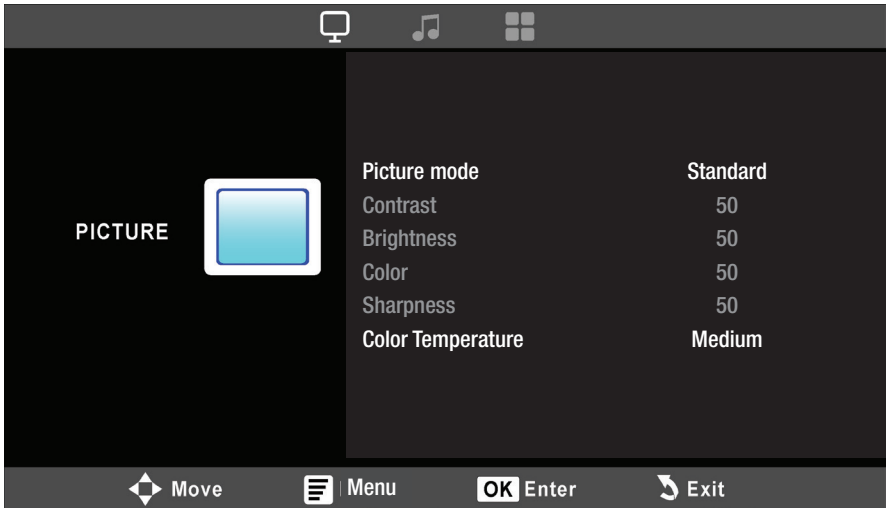 Picture mode Standard
Contrast 50
Brightness 50
PICTURE
Color 50
Sharpness 50
Color Temperature Medium
Move Menu OK Enter Exit